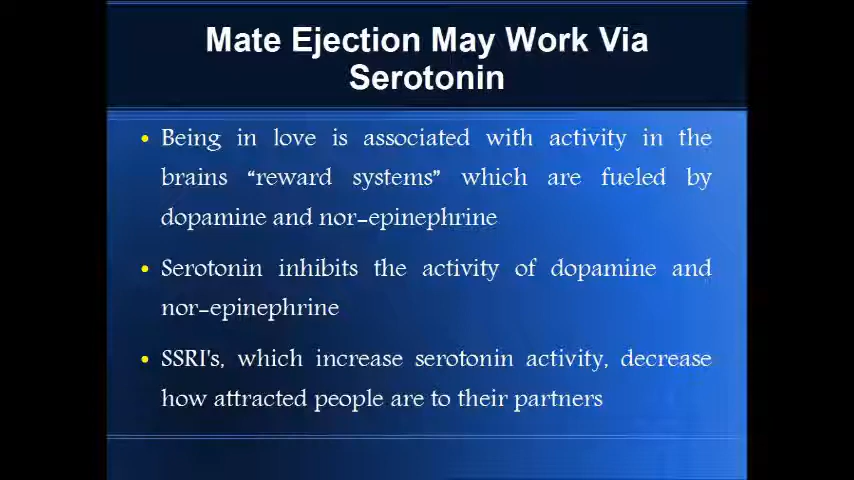 Mate Ejection May Work Via
Serotonin
• Being in love is associated with activity in the
brains “reward systems” which are fueled by
dopamine and nor-epinephrine
• Serotonin inhibits the activity of dopamine and
nor-epinephrine
• SSRI's, which increase serotonin activity, decrease
how attracted people are to their partners